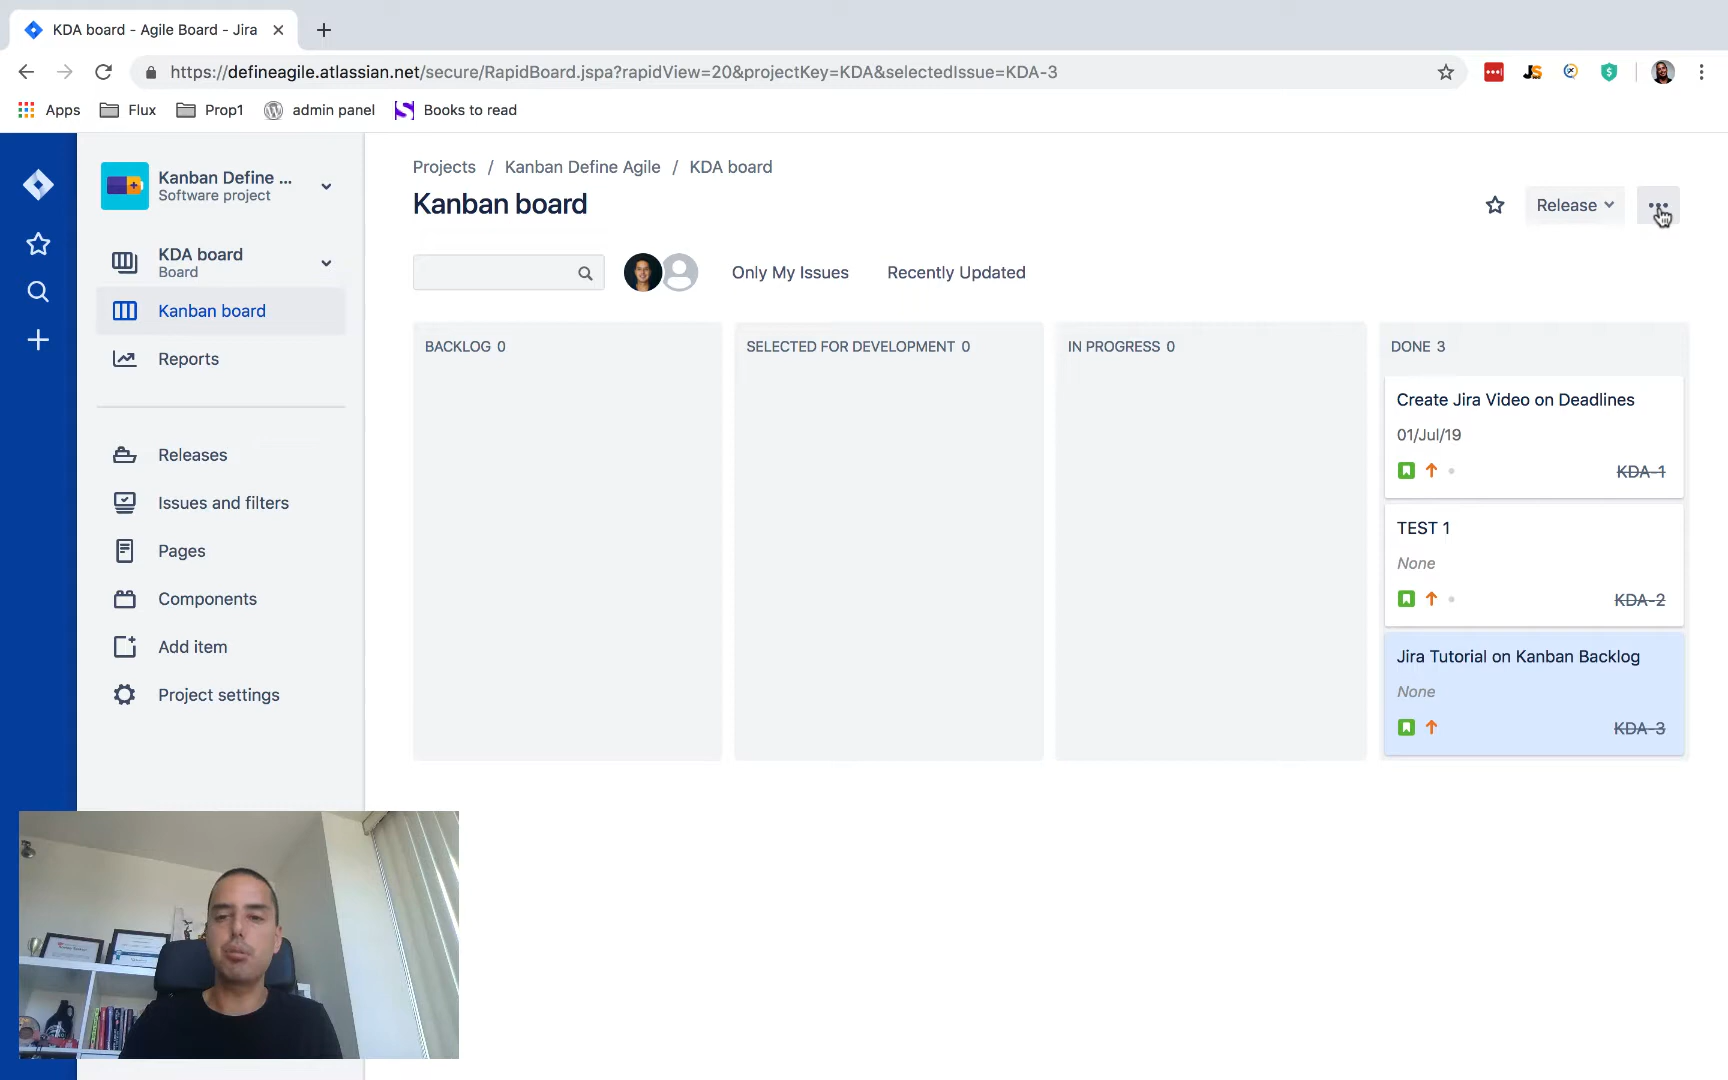 KDA board - Agile Board - Jira
https://defineagile.atlassian.net/secure/RapidBoard.jspa?rapidView=20&projectKey=KDA&selectedIssue=KDA-3
JS
Apps
Flux
Prop1
admin panel
Books to read
Kanban Define ...
Software project
KDA board
Board
Kanban board
Reports
Releases
Issues and filters
Pages
Components
Add item
Project settings
Projects / Kanban Define Agile / KDA board
Kanban board
Release
Only My Issues
Recently Updated
BACKLOG 0
SELECTED FOR DEVELOPMENT 0
IN PROGRESS 0
DONE 3
Create Jira Video on Deadlines
01/Jul/19
KDA-1
TEST 1
None
KDA-2
Jira Tutorial on Kanban Backlog
None
KDA-3